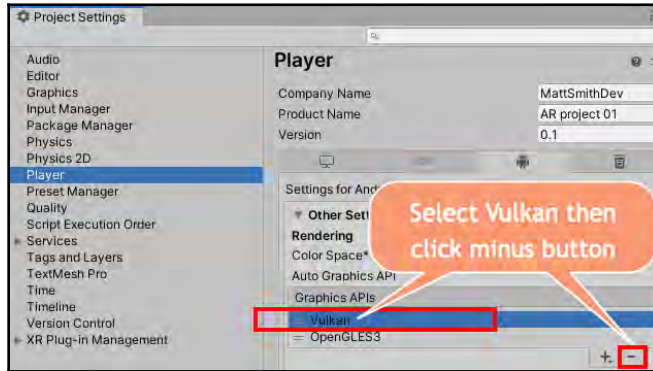 Project Settings
Audio
Editor
Graphics
Input Manager
Package Manager
Physics
Physics 2D
Player
Preset Manager
Quality
Script Execution Order
Services
Tags and Layers
TextMesh Pro
Time
Timeline
Version Control
XR Plug-in Management
Player
Company Name MattSmithDev
Product Name AR project 01
Version 0.1
Settings for And
Other Set
Rendering
Color Space*
Auto Graphics API
Graphics APIs
Vulkan
OpenGLES3
Select Vulkan then
click minus button